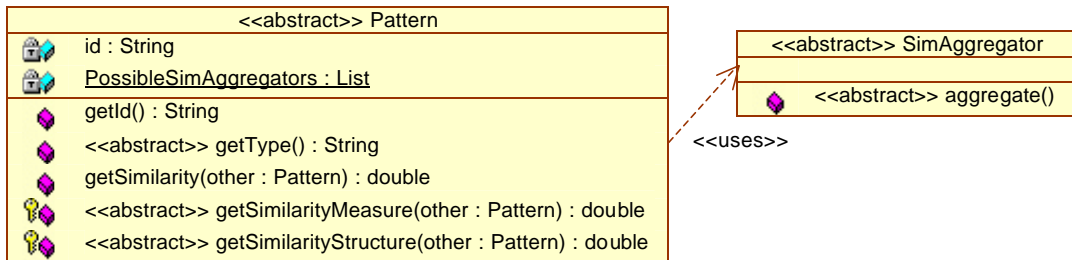 <<abstract>> Pattern
id : String
PossibleSimAggregators : List
getId() : String
<<abstract>> getType() : String
getSimilarity(other : Pattern) : double
<<abstract>> getSimilarityMeasure(other : Pattern) : double
<<abstract>> getSimilarityStructure(other : Pattern) : double
<<uses>>
<<abstract>> SimAggregator
<<abstract>> aggregate()